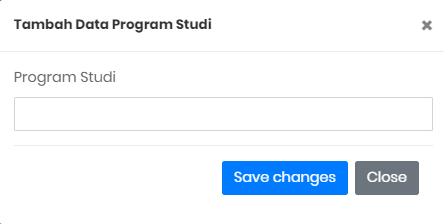 Tambah Data Program Studi ×
Program Studi
Save changes Close